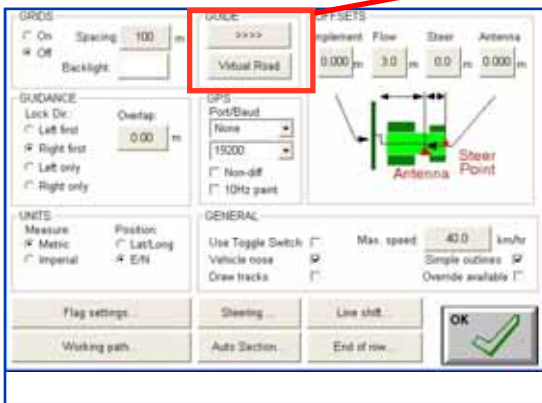 GRIDS
On
Off
Spacing: 100 m
Backlight:
GUIDE
>>>>
Virtual Road
OFFSETS
Implement Flow Steer Antenna
0.000 m 3.0 m 0.0 m 0.000 m
Antenna
Steer Point
GUIDANCE
Lock Dir.:
Left first
Right first
Left only
Right only
Overlap:
0.00 m
GPS
Port/Baud
None
19200
Non-diff
10Hz paint
UNITS
Measure
Metric
Imperial
Position:
Lat/Long
E/N
GENERAL
Use Toggle Switch
Vehicle nose
Draw tracks
Max. speed: 40.0 km/hr
Simple outlines
Override available
Flag settings...
Steering ...
Line shift...
Working path...
Auto Section...
End of row...
OK